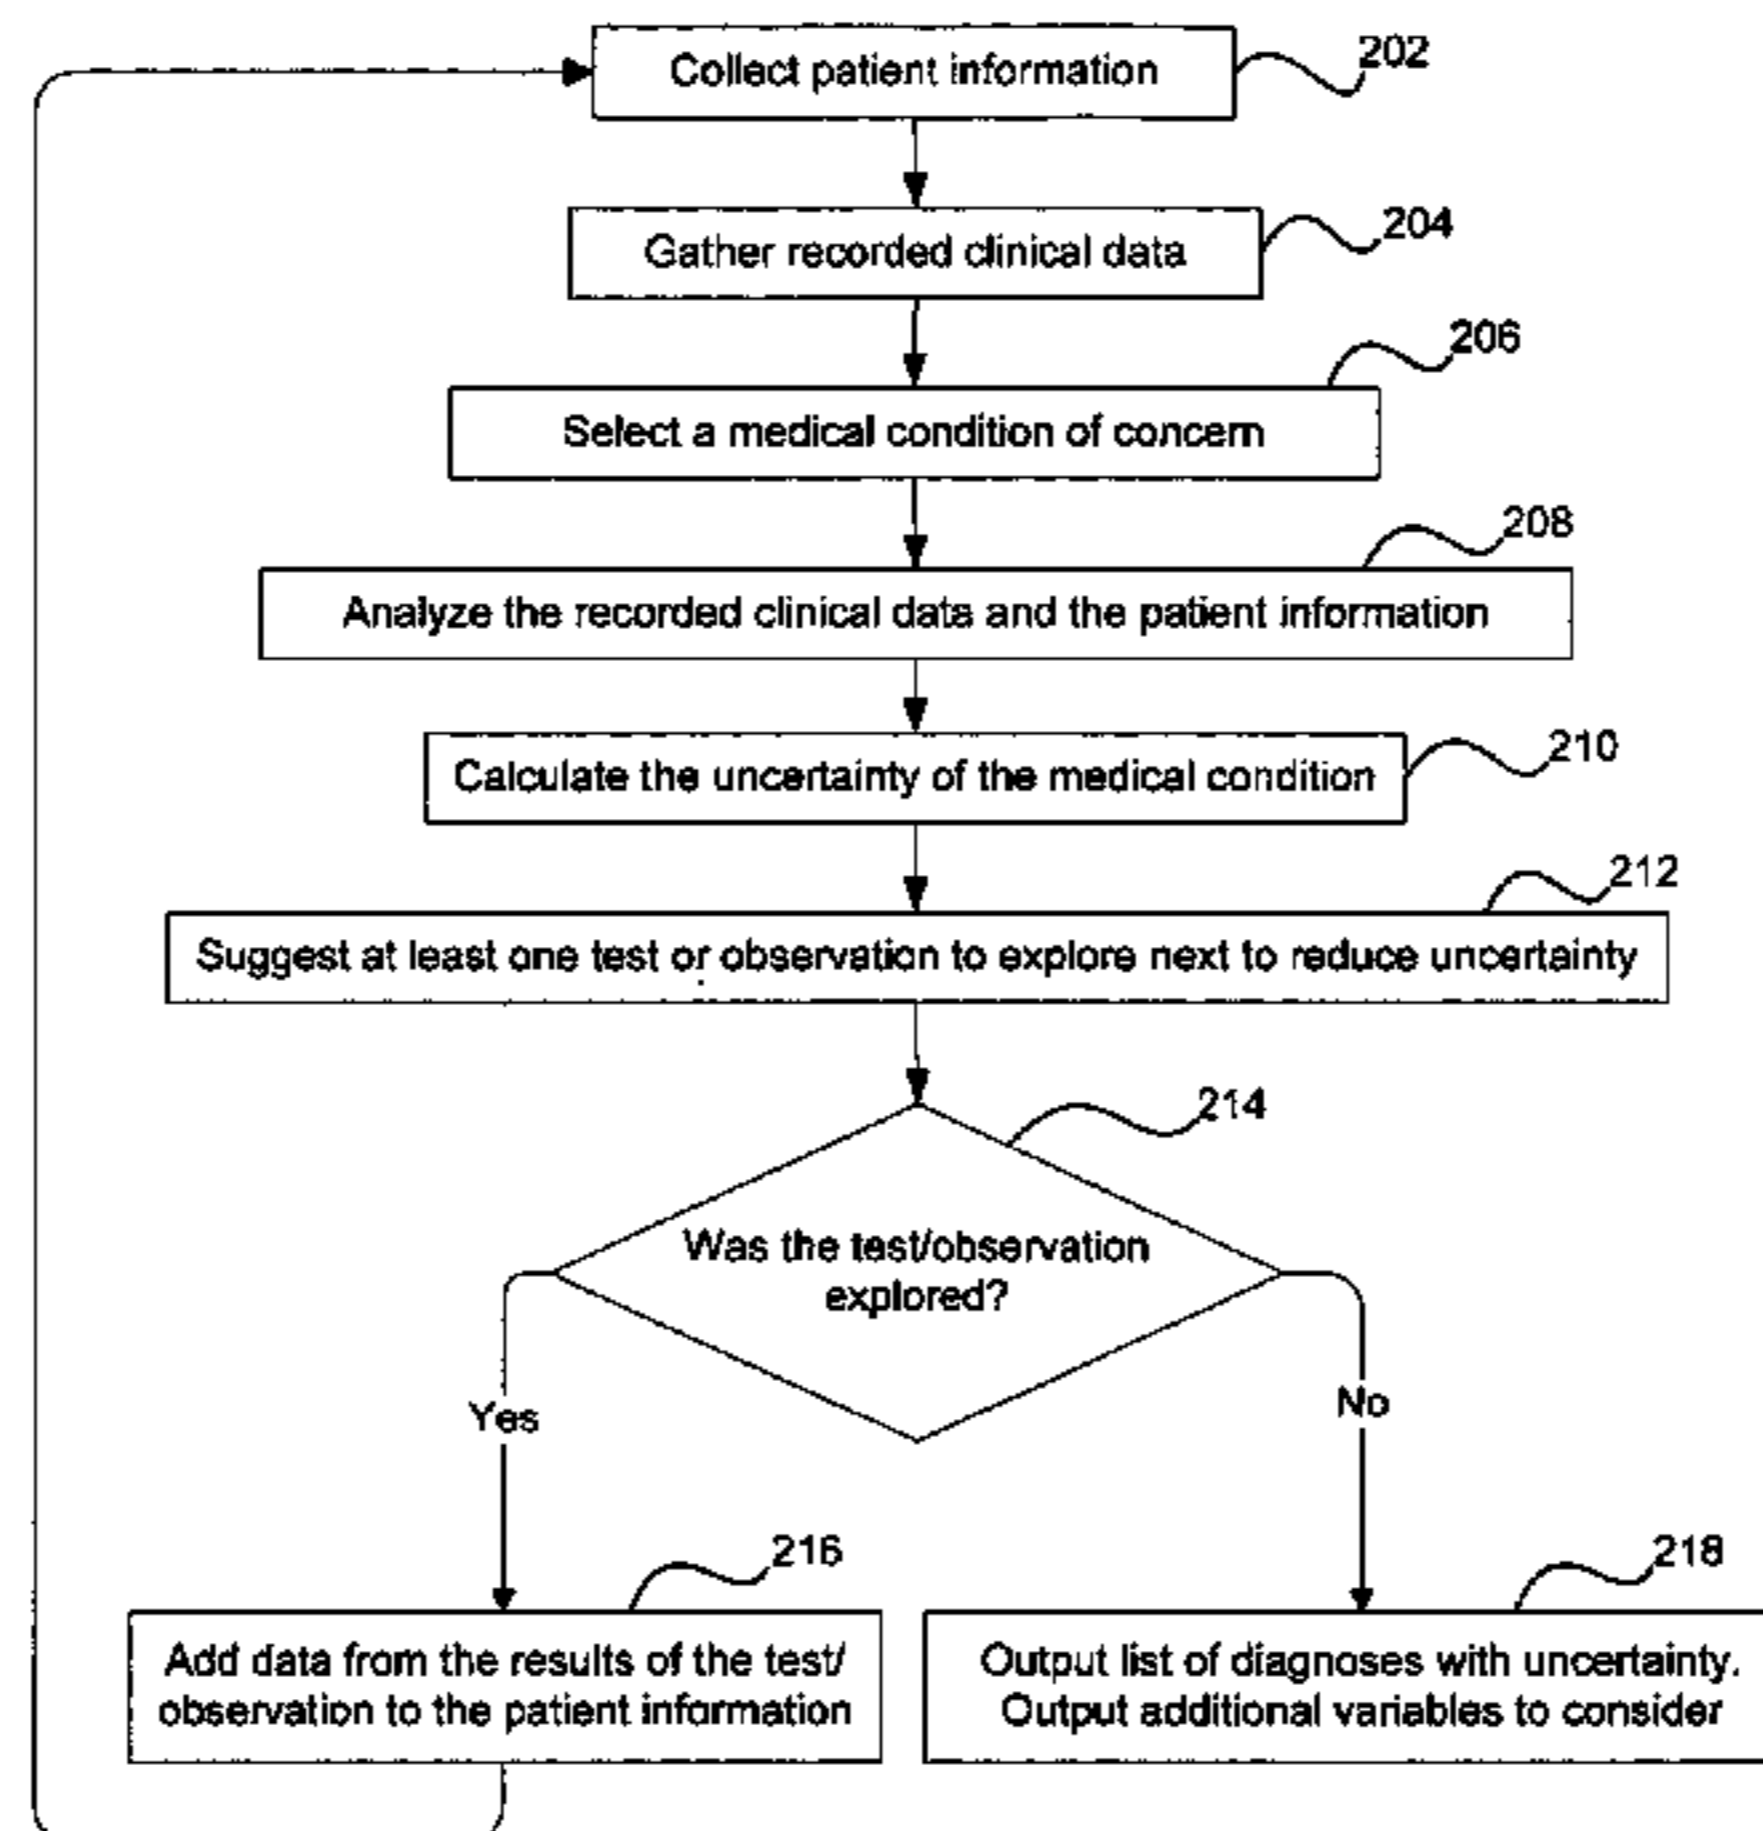 Collect patient information
202
Gather recorded clinical data
204
206
Select a medical condition of concern
208
Analyze the recorded clinical data and the patient information
210
Calculate the uncertainty of the medical condition
212
Suggest at least one test or observation to explore next to reduce uncertainty
214
Was the test/observation
explored?
Yes
No
216
218
Add data from the results of the test/
observation to the patient information
Output list of diagnoses with uncertainty.
Output additional variables to consider